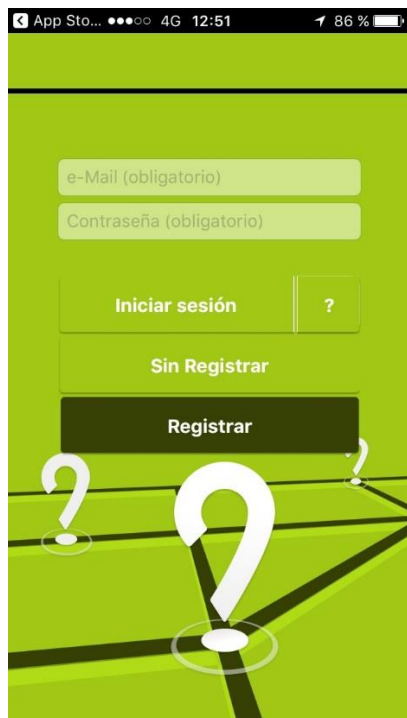 App Sto... 4G 12:51 86 %
e-Mail (obligatorio)
Contraseña (obligatorio)
Iniciar sesión ?
Sin Registrar
Registrar